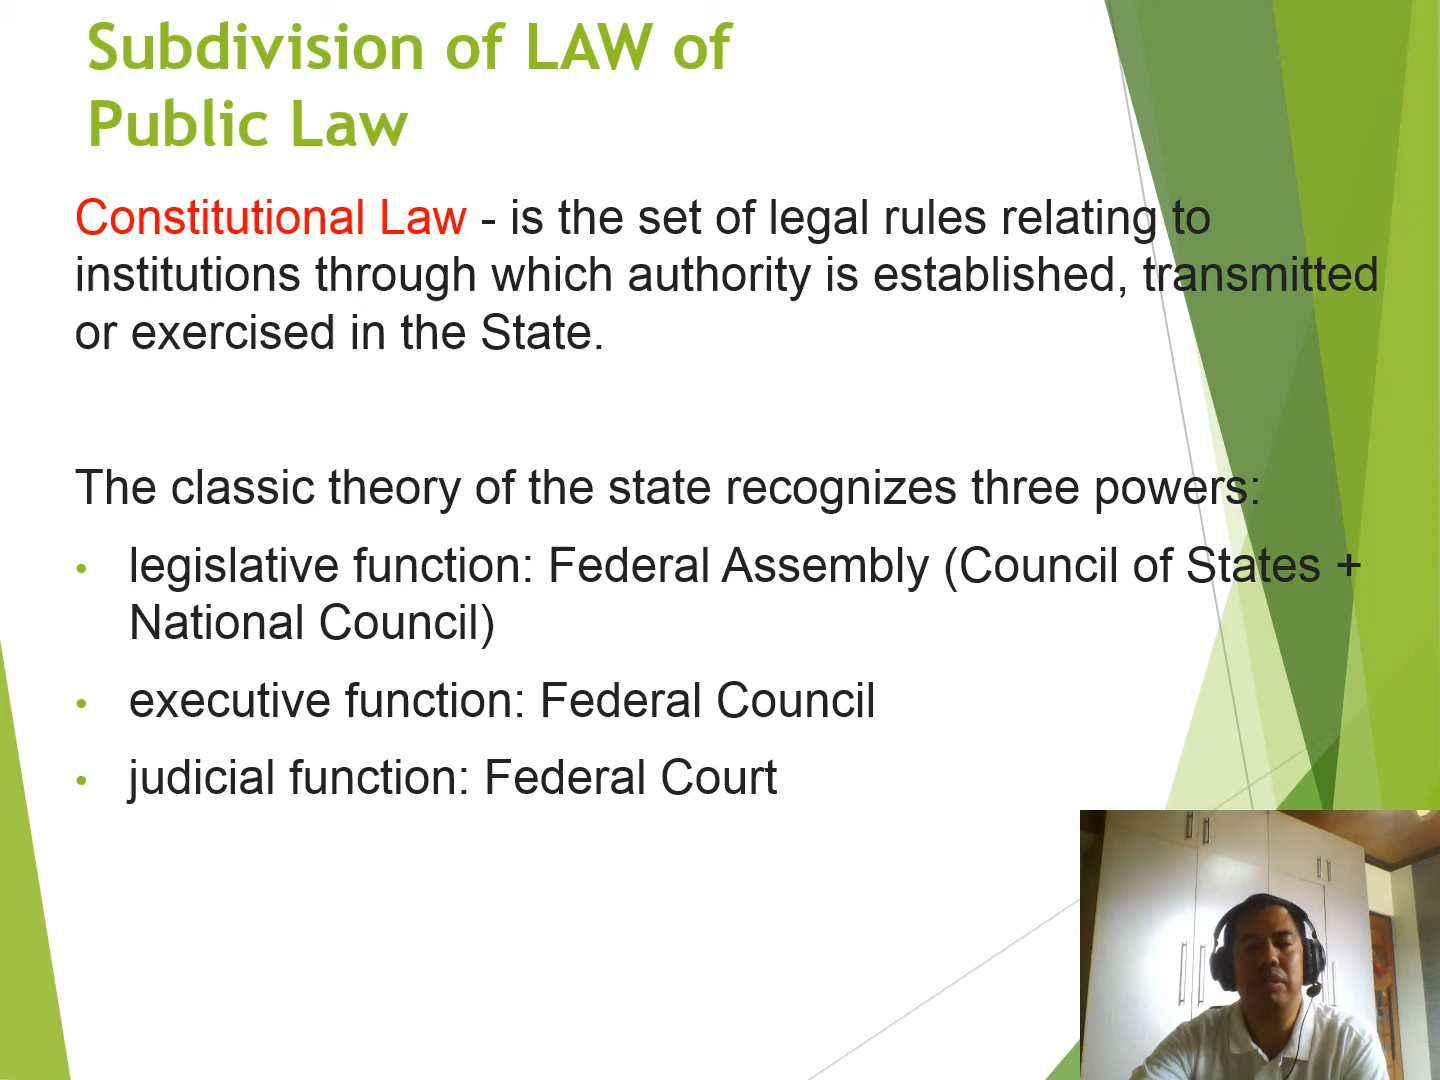 Subdivision of LAW of
Public Law
Constitutional Law - is the set of legal rules relating to
institutions through which authority is established, transmitted
or exercised in the State.
The classic theory of the state recognizes three powers:
• legislative function: Federal Assembly (Council of States +
National Council)
• executive function: Federal Council
• judicial function: Federal Court